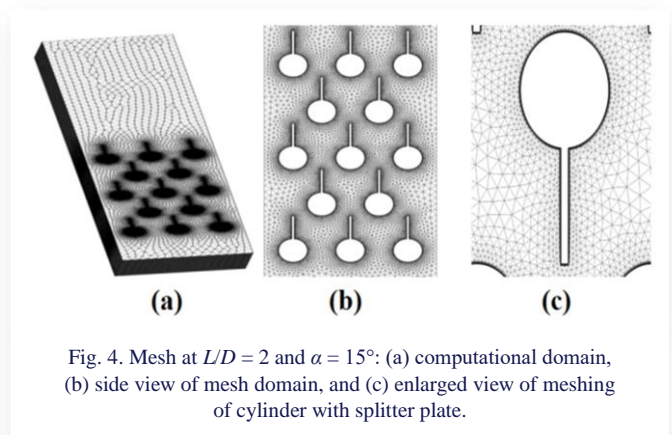 (a) (b) (c)
Fig. 4. Mesh at L/D = 2 and α = 15°: (a) computational domain,
(b) side view of mesh domain, and (c) enlarged view of meshing
of cylinder with splitter plate.